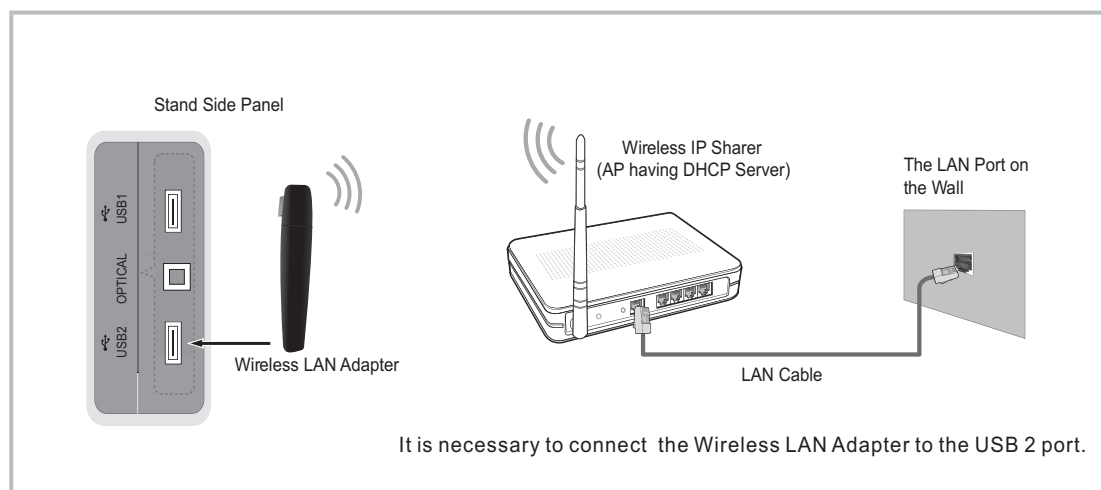 Stand Side Panel
USB1
OPTICAL
USB2
Wireless LAN Adapter
Wireless IP Sharer
(AP having DHCP Server)
The LAN Port on
the Wall
LAN Cable
It is necessary to connect the Wireless LAN Adapter to the USB 2 port.